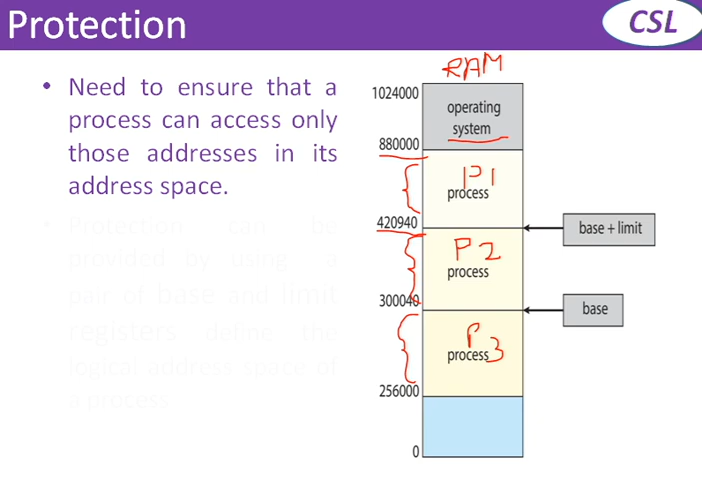 Protection
CSL
• Need to ensure that a
process can access only
those addresses in its
address space.
• Protection can be
provided by using a
pair of base and limit
registers define the
logical address space of
a process
RAM
1024000
operating
system
880000
P1
process
420940
base + limit
P2
process
300040
base
P3
process
256000
0